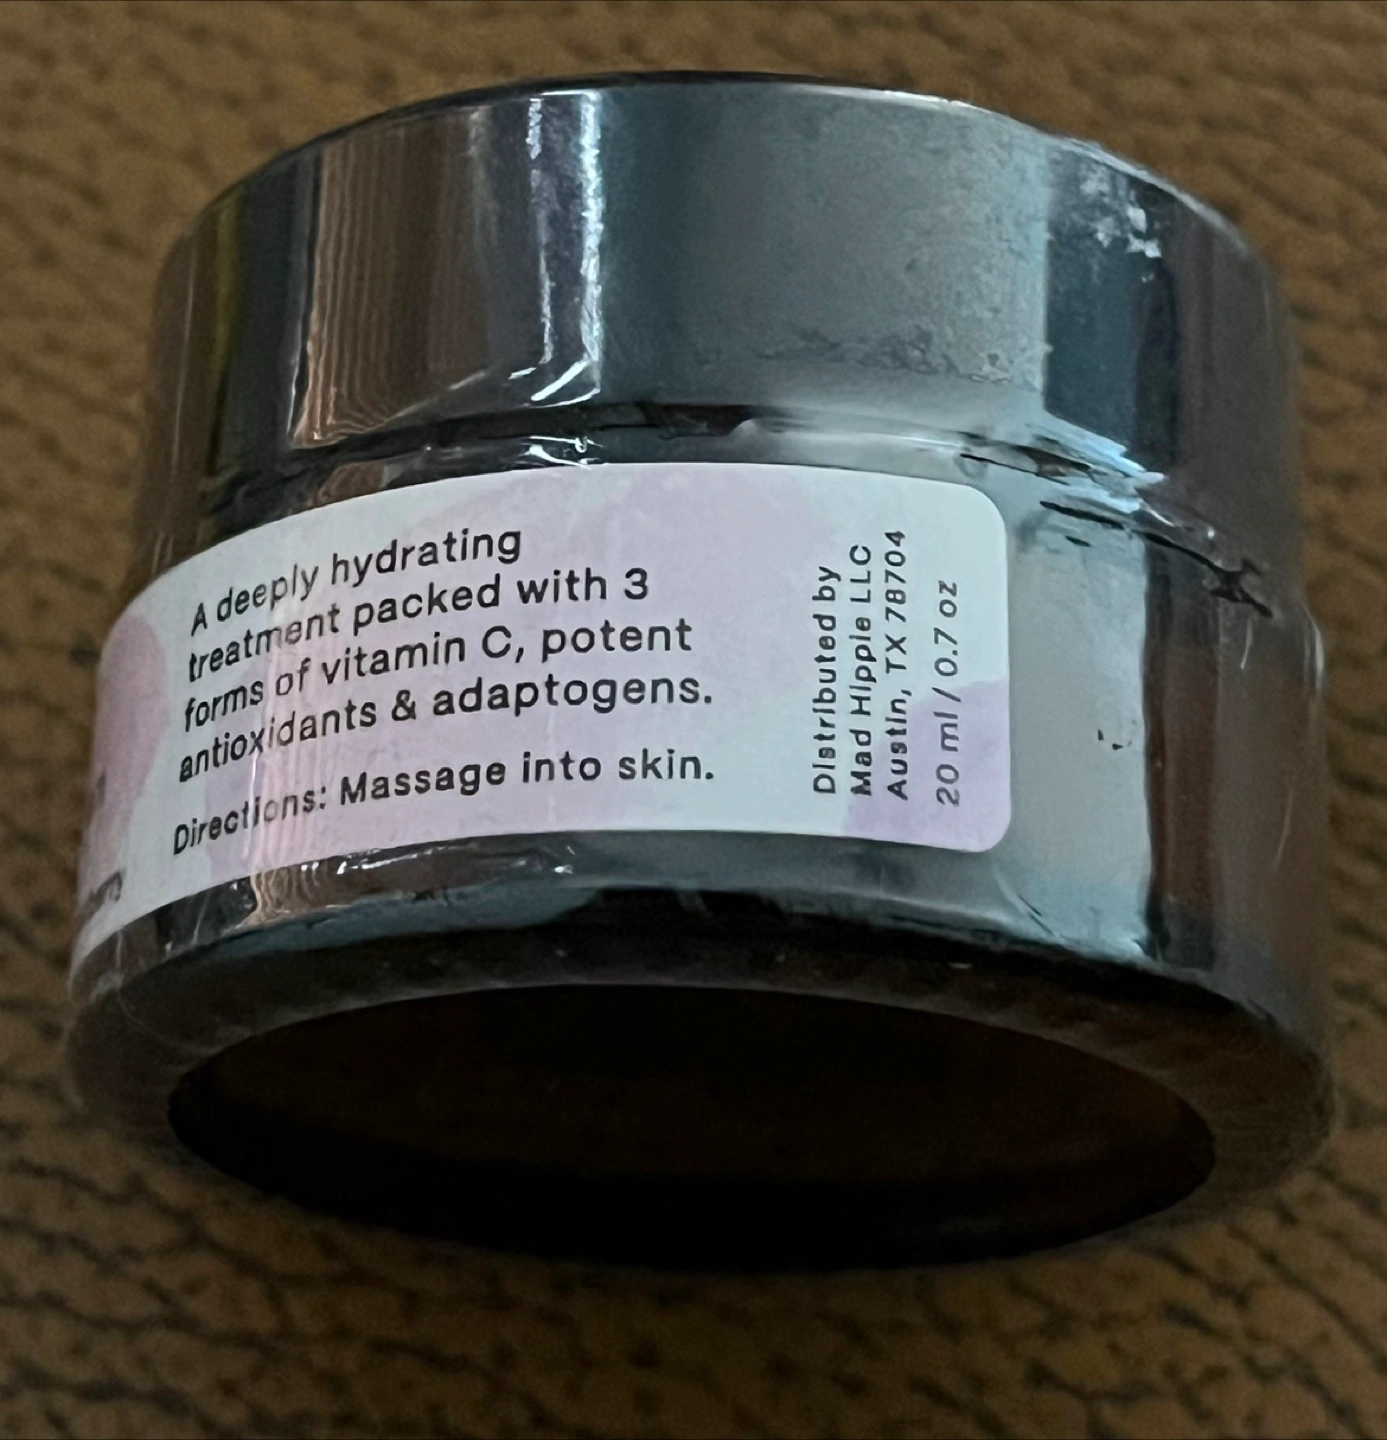 A deeply hydrating
treatment packed with 3
forms of vitamin C, potent
antioxidants & adaptogens.
Directions: Massage into skin.
Distributed by
Mad Hippie LLC
Austin, TX 78704
20 ml / 0.7 oz